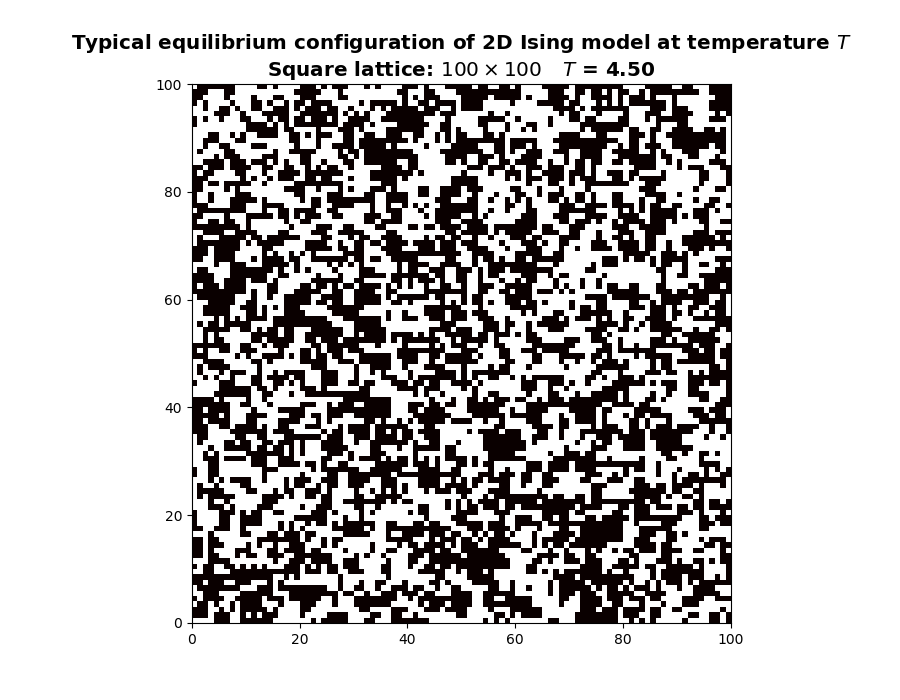 Typical equilibrium configuration of 2D Ising model at temperature T
Square lattice: 100 × 100 T = 4.50
100
80
60
40
20
0
0 20 40 60 80 100